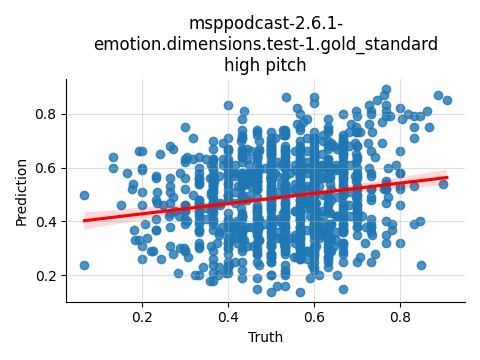 msppodcast-2.6.1-
emotion.dimensions.test-1.gold_standard
high pitch
0.8
0.6
0.4
0.2
Prediction
0.2 0.4 0.6 0.8
Truth